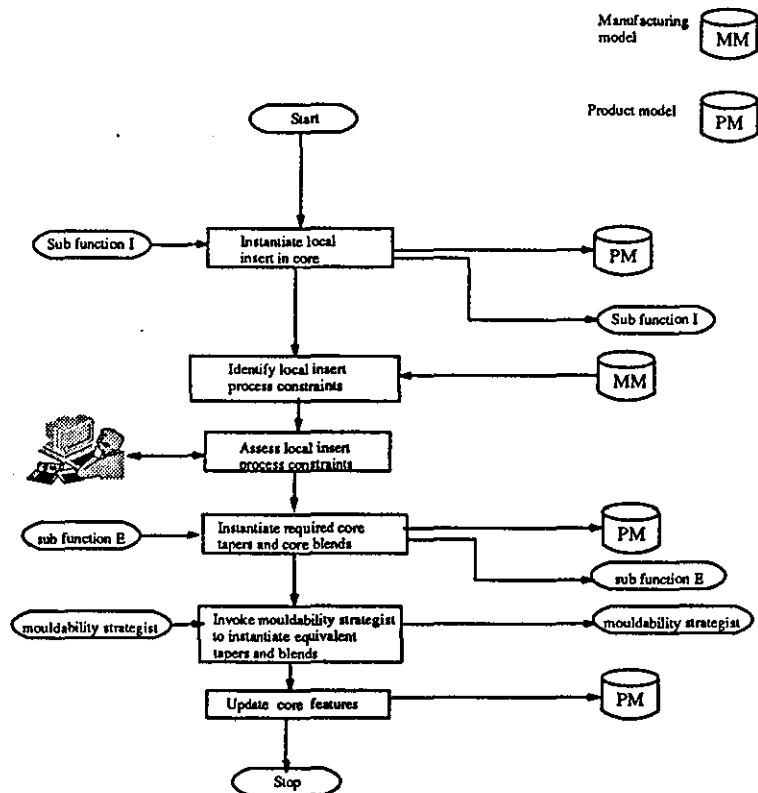 Manufacturing
model
MM
Product model
PM
Start
Sub function I
Instantiate local
insert in core
PM
Sub function I
Identify local insert
process constraints
MM
Assess local insert
process constraints
sub function E
Instantiate required core
tapers and core blends
PM
sub function E
mouldability strategist
Invoke mouldability strategist
to instantiate equivalent
tapers and blends
mouldability strategist
Update core features
PM
Stop